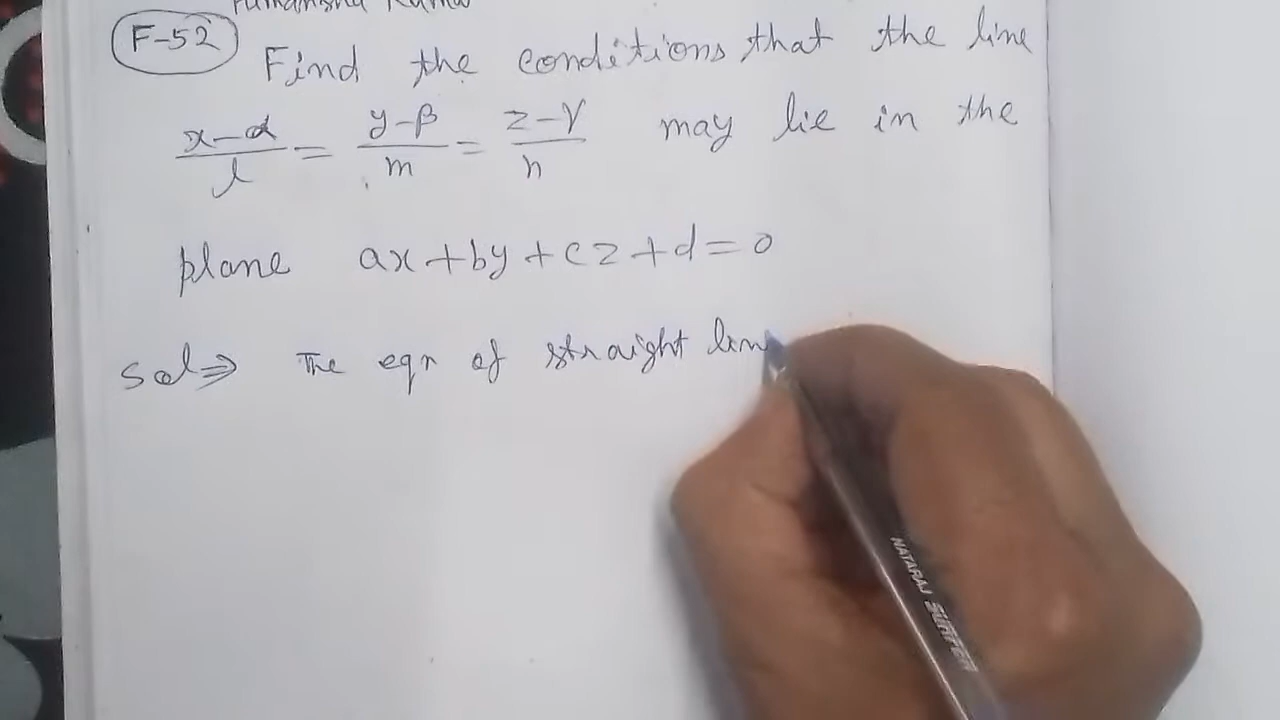 F-52
Find the conditions that the line
x-α/l = y-β/m = z-γ/n may lie in the
plane ax+by+cz+d=0
Sol⇒ The eqn of straight line
NATARAJ